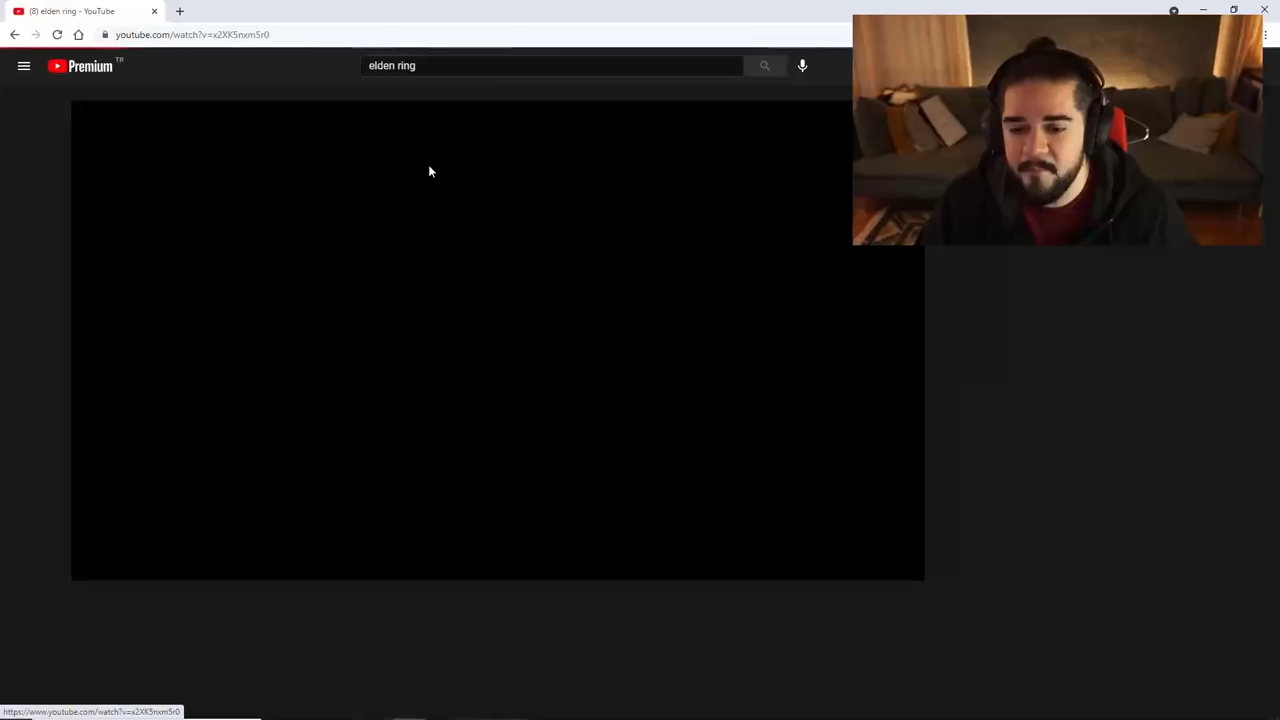 (8) elden ring - YouTube
youtube.com/watch?v=x2XK5nxm5r0
Premium TR
elden ring
https://www.youtube.com/watch?v=x2XK5nxm5r0